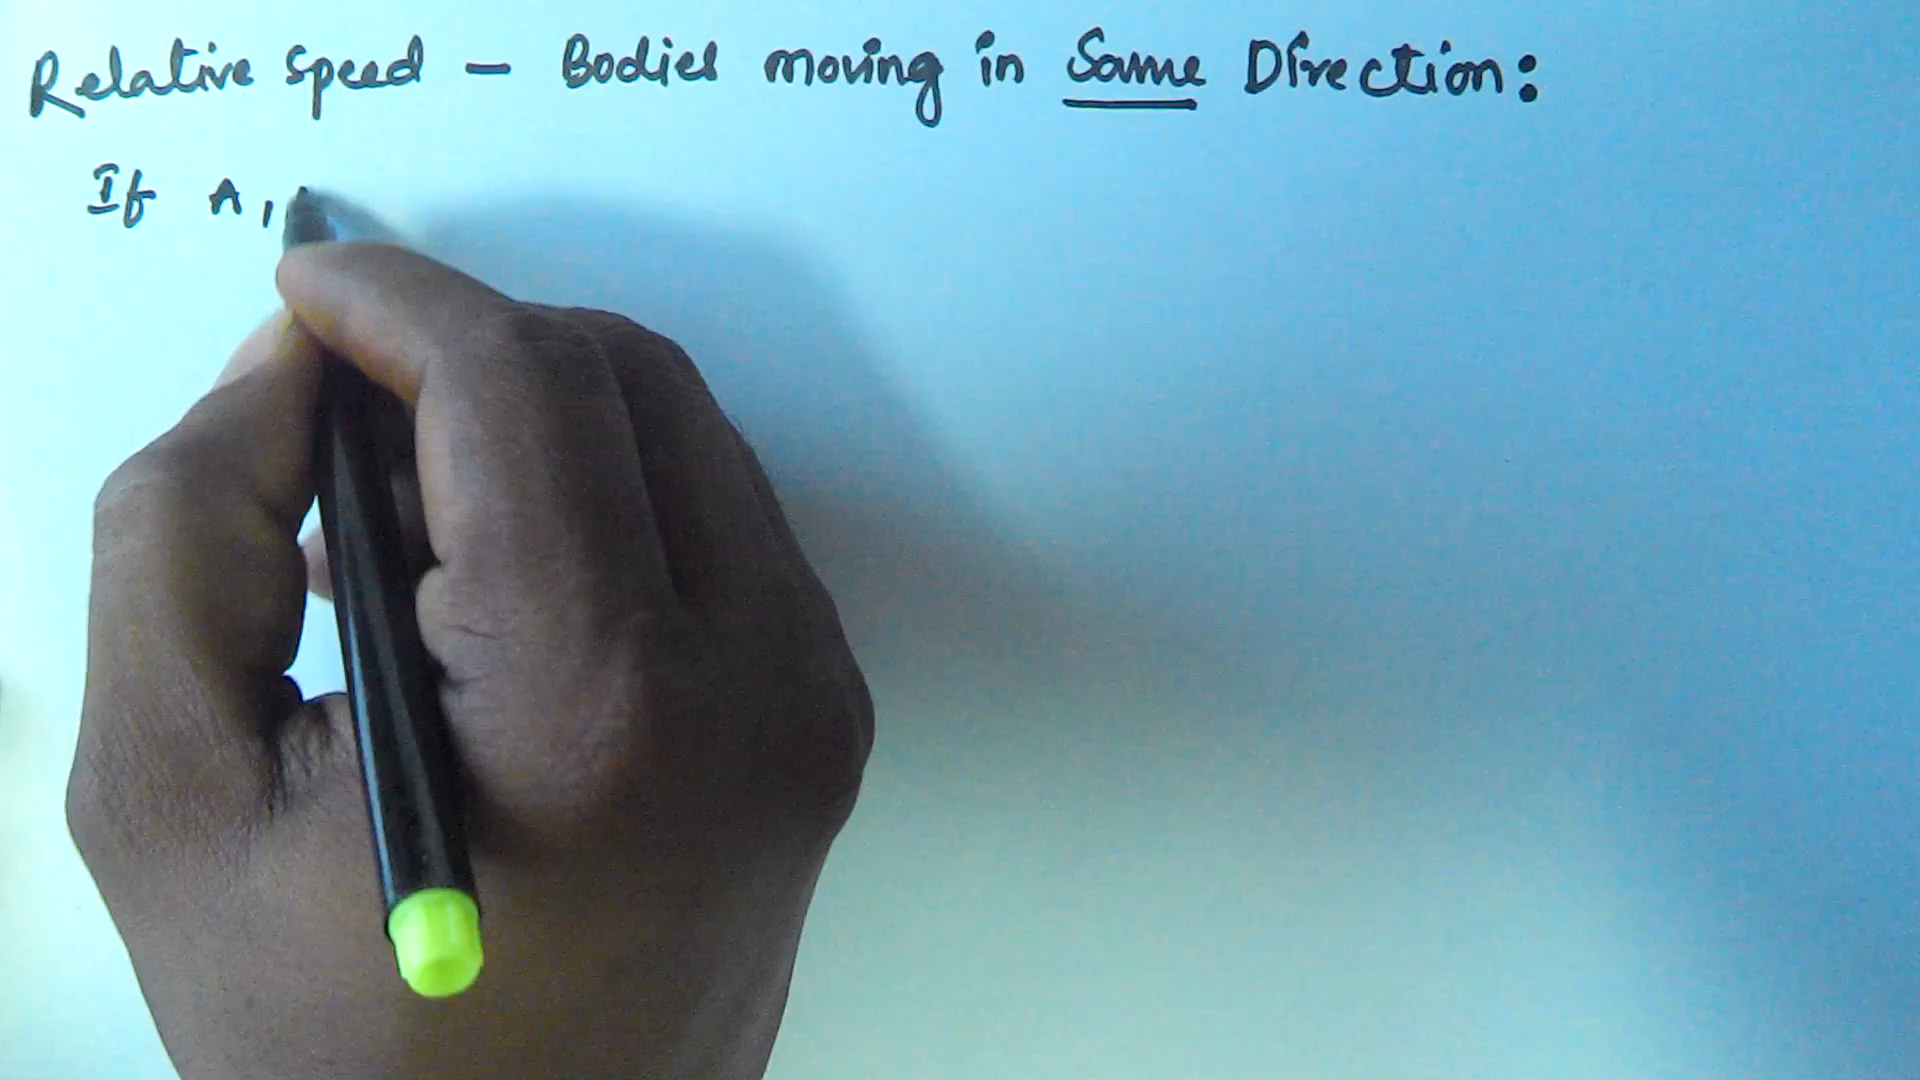 Relative Speed - Bodies moving in Same Direction:
If A,